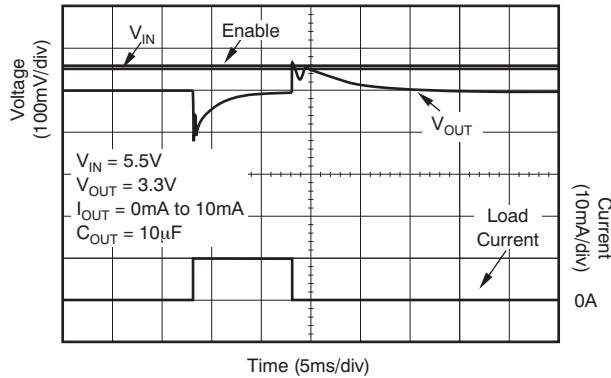 V_IN
Enable
Voltage
(100mV/div)
V_OUT
V_IN = 5.5V
V_OUT = 3.3V
I_OUT = 0mA to 10mA
C_OUT = 10μF
Load
Current
Current
(10mA/div)
0A
Time (5ms/div)